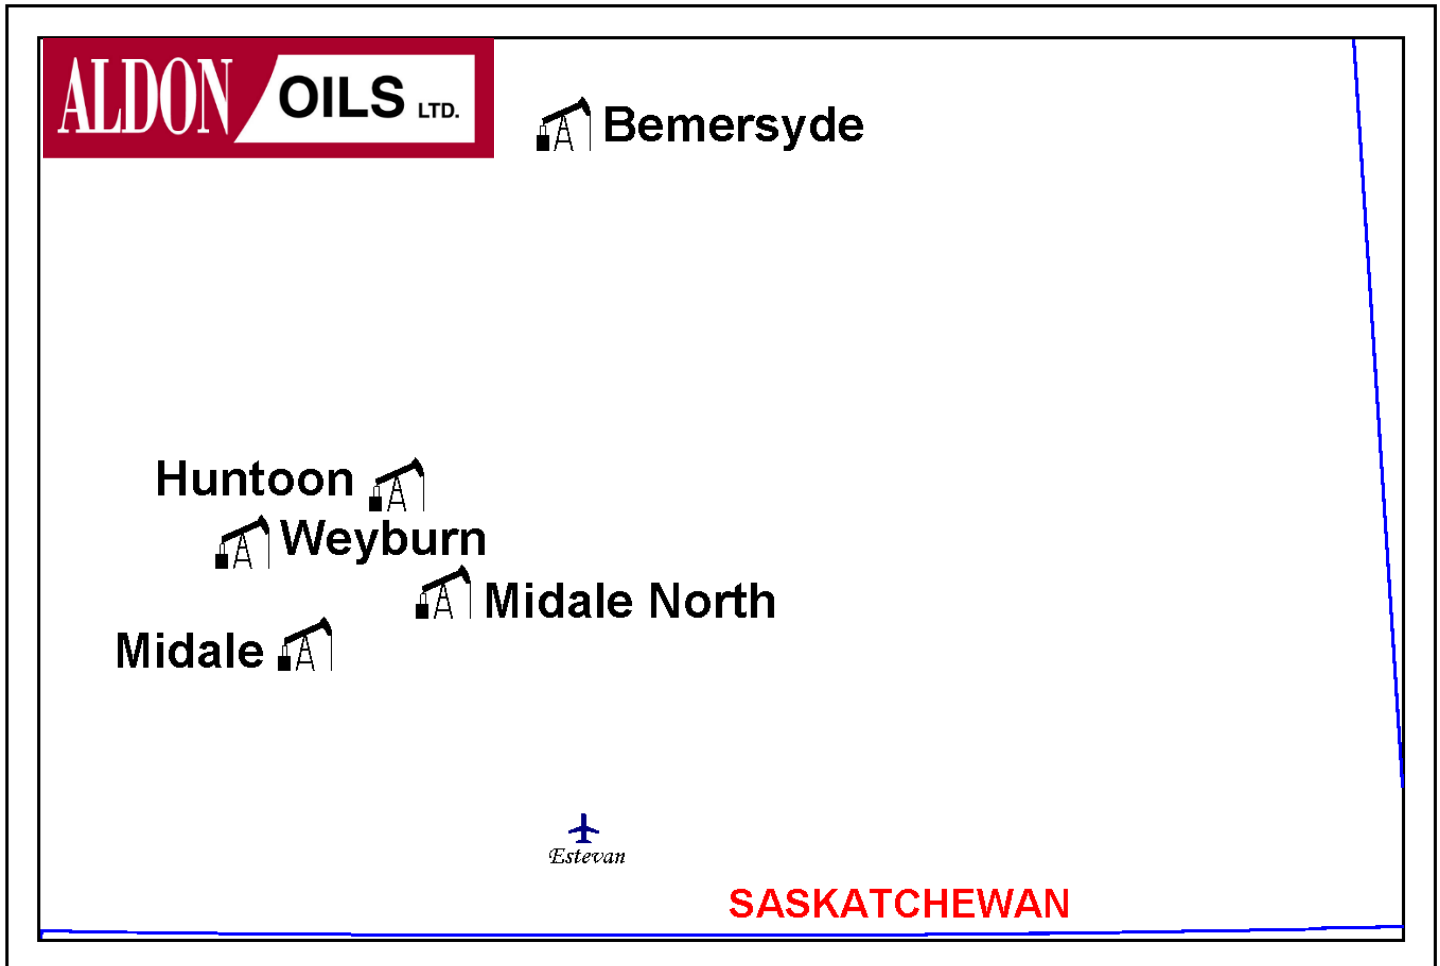 ALDON OILS LTD.
Bemersyde
Huntoon
Weyburn
Midale North
Midale
Estevan
SASKATCHEWAN